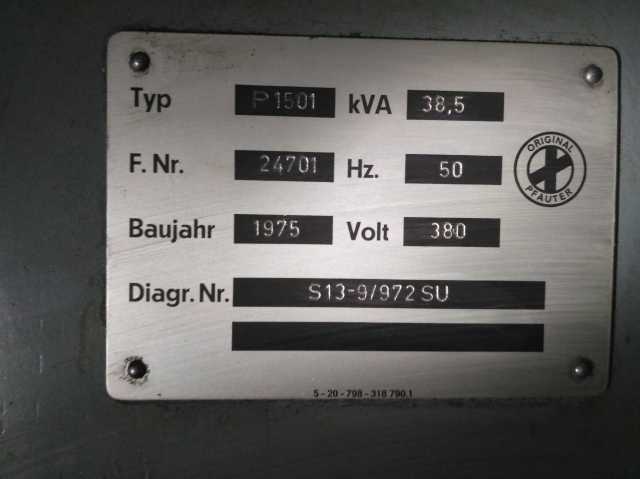 Typ P1501 kVA 38,5
F. Nr. 24701 Hz. 50
ORIGINAL PFAUTER
Baujahr 1975 Volt 380
Diagr. Nr. S13-9/972 SU
5-20-798-318 790.1